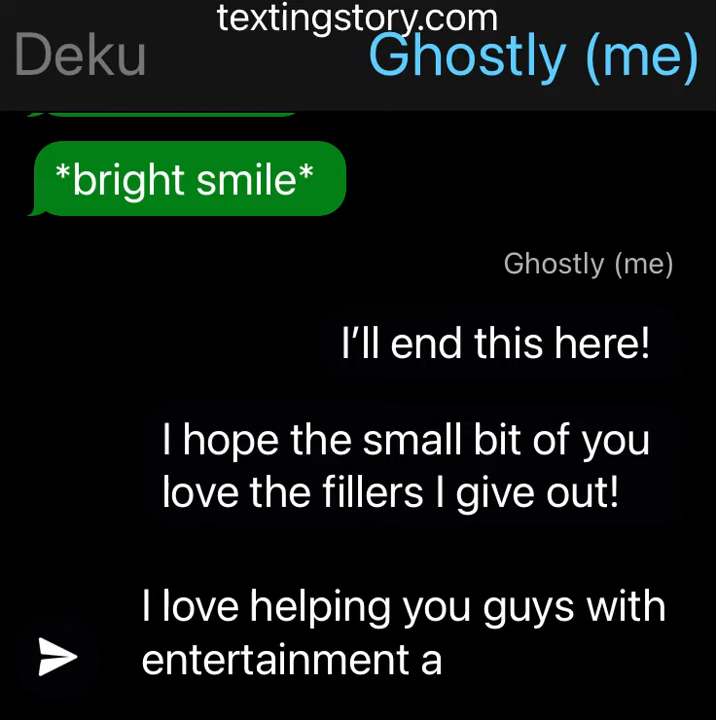 textingstory.com
Deku Ghostly (me)
*bright smile*
Ghostly (me)
I’ll end this here!
I hope the small bit of you
love the fillers I give out!
I love helping you guys with
entertainment a